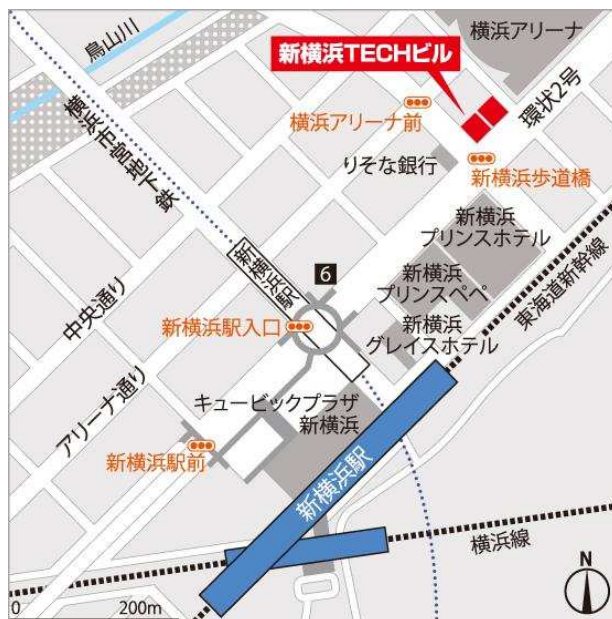 横浜アリーナ
鳥山川
新横浜TECHビル
環状2号
横浜市営地下鉄
横浜アリーナ前
りそな銀行
新横浜歩道橋
新横浜
プリンスホテル
新横浜駅
6
新横浜
プリンスペペ
東海道新幹線
中央通り
新横浜駅入口
新横浜
グレイスホテル
アリーナ通り
キュービックプラザ
新横浜
新横浜駅前
新横浜駅
横浜線
N
0 200m